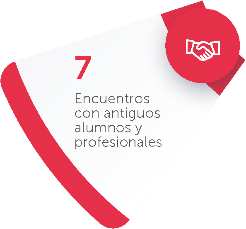 7
Encuentros
con antiguos
alumnos y
profesionales